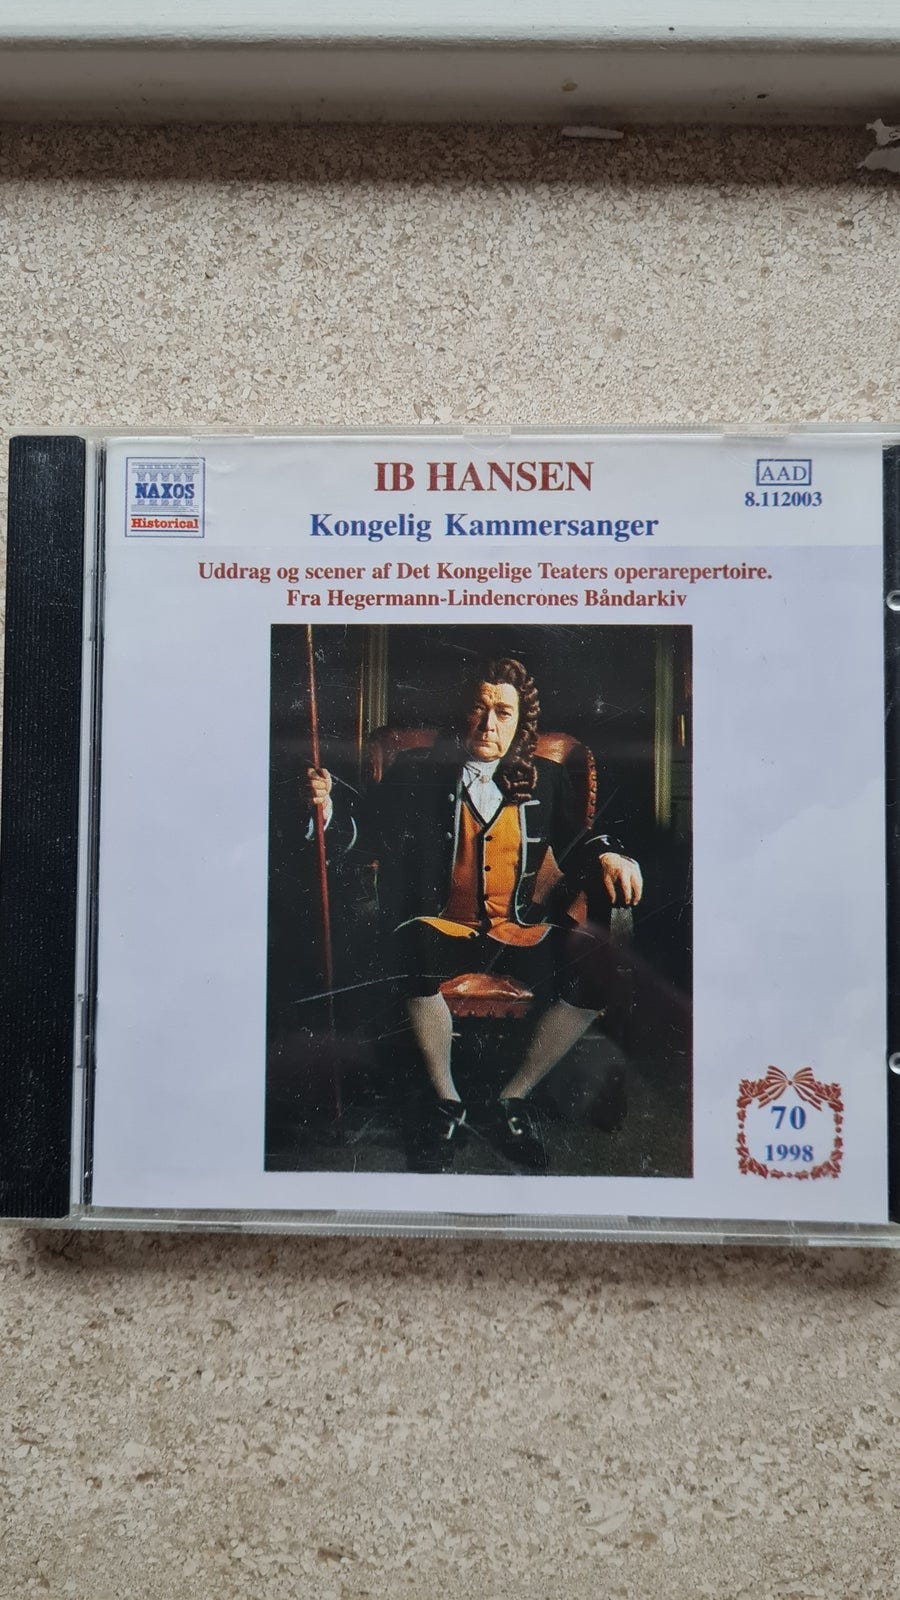 NAXOS
Historical
IB HANSEN
AAD
8.112003
Kongelig Kammersanger
Uddrag og scener af Det Kongelige Teaters operarepertoire.
Fra Hegermann-Lindencrones Båndarkiv
70
1998